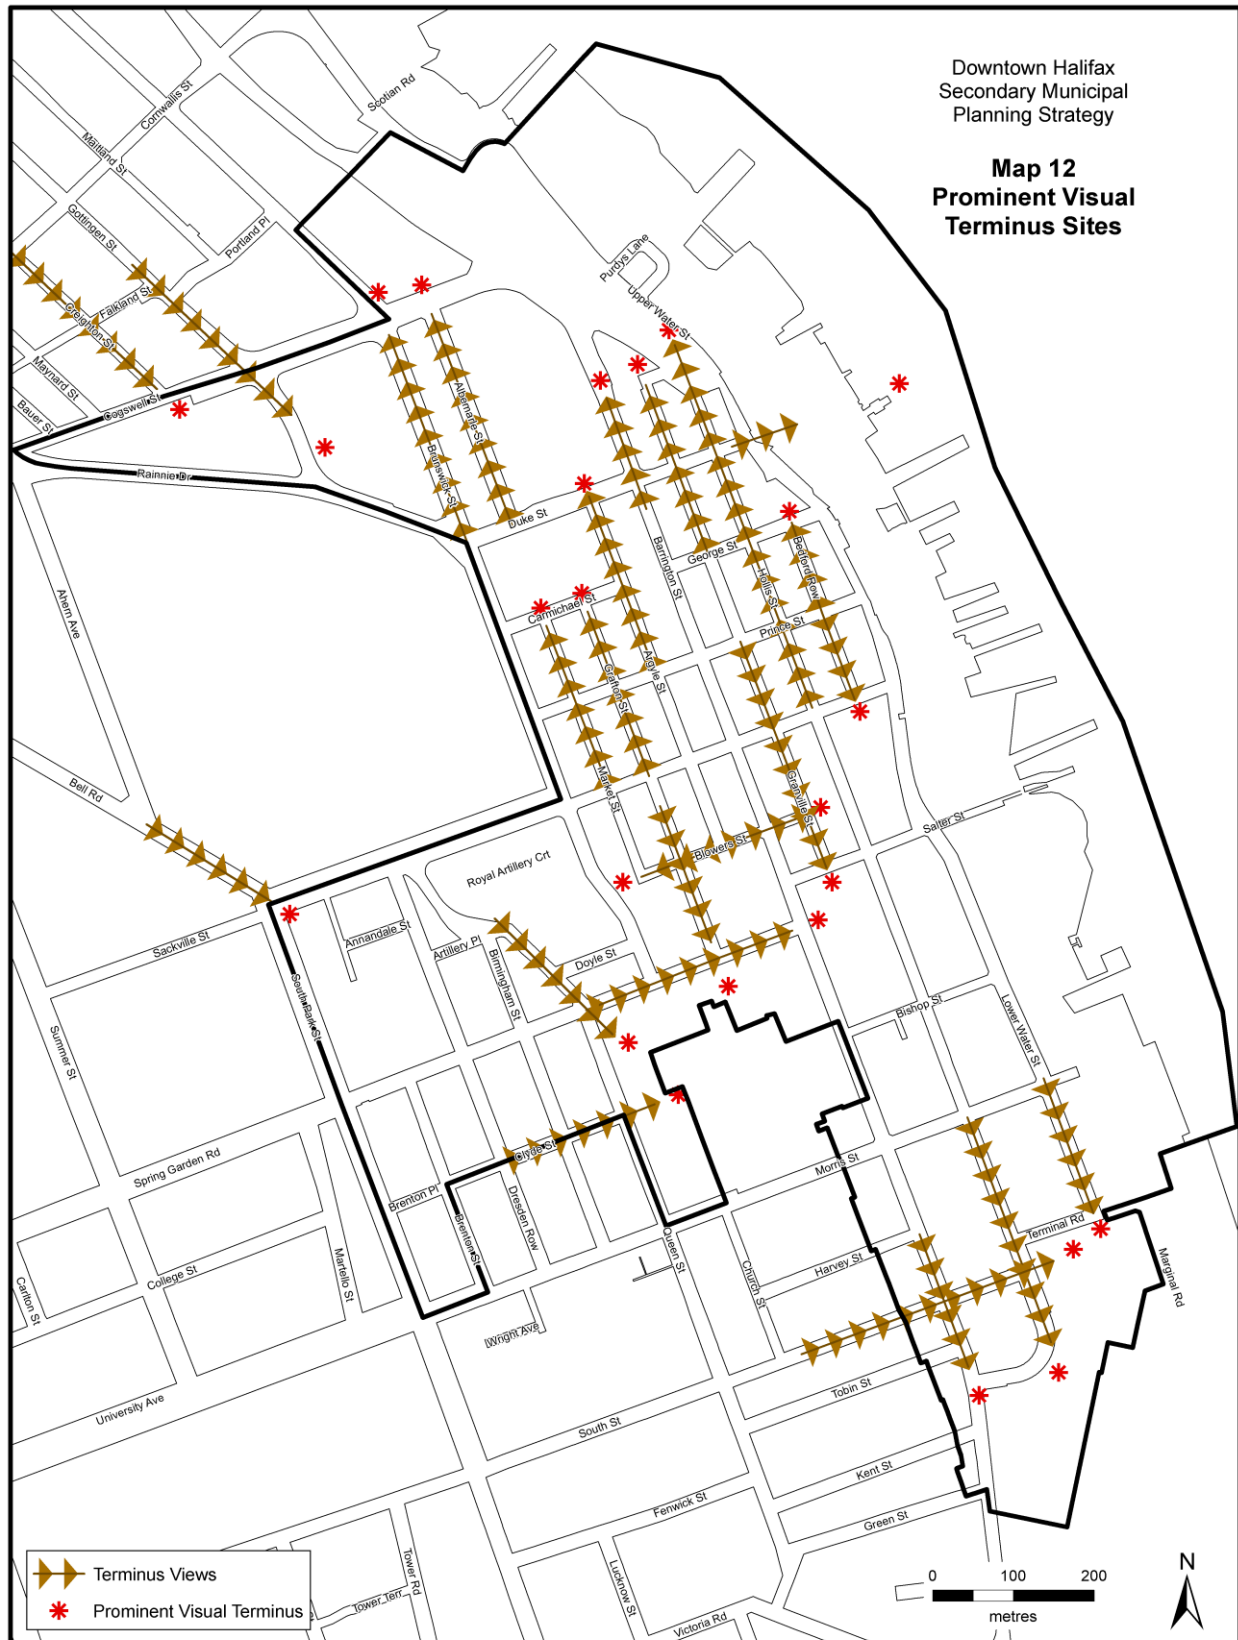 Downtown Halifax
Secondary Municipal
Planning Strategy
Map 12
Prominent Visual
Terminus Sites
Scotian Rd
Cornwallis St
Maitland St
Gottingen St
Portland Pl
Falkland St
Creighton St
Maynard St
Bauer St
Cogswell St
Rainnie Dr
Purdys Lane
Upper Water St
Albemarle St
Brunswick St
Duke St
Barrington St
George St
Bedford Row
Hollis St
Carmichael St
Prince St
Argyle St
Grafton St
Market St
Granville St
Blowers St
Salter St
Ahern Ave
Bell Rd
Royal Artillery Crt
Sackville St
Annandale St
Artillery Pl
Birmingham St
Doyle St
South Park St
Summer St
Bishop St
Lower Water St
Clyde St
Morris St
Spring Garden Rd
Brenton Pl
Dresden Row
Brenton St
Queen St
Church St
Harvey St
Terminal Rd
Marginal Rd
College St
Martello St
Carlton St
Wright Ave
Tobin St
University Ave
South St
Kent St
Fenwick St
Green St
Tower Rd
Tower Terr
Lucknow St
Victoria Rd
Terminus Views
Prominent Visual Terminus
0 100 200
metres
N